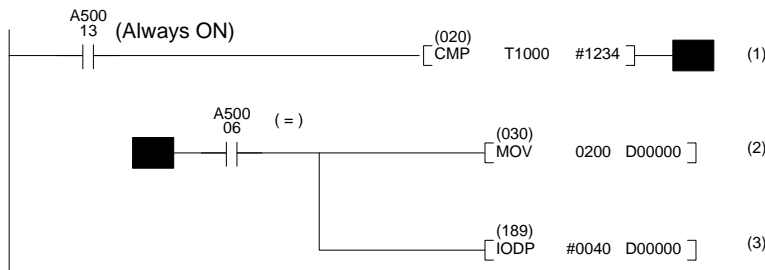 A500
13 (Always ON)
(020)
CMP T1000 #1234 (1)
A500
06 ( = )
(030)
MOV 0200 D00000 (2)
(189)
IODP #0040 D00000 (3)